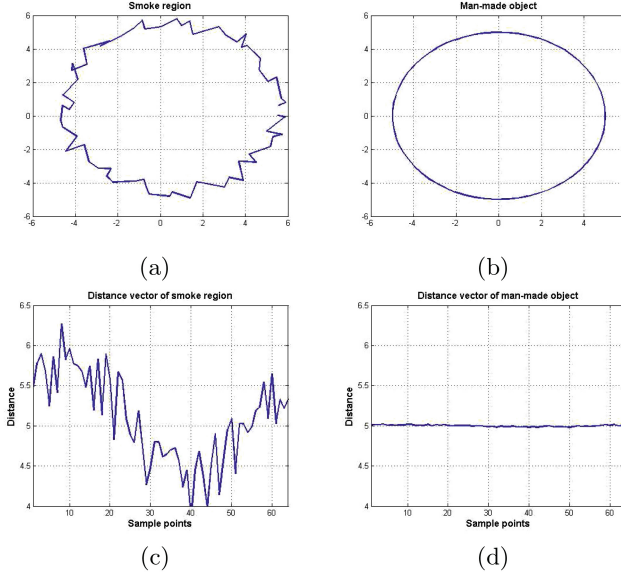 Smoke region
6
4
2
0
-2
-4
-6
-6 -4 -2 0 2 4 6
(a)
Man-made object
6
4
2
0
-2
-4
-6
-6 -4 -2 0 2 4
(b)
Distance vector of smoke region
6.5
6
5.5
5
4.5
4
Distance
10 20 30 40 50 60
Sample points
(c)
Distance vector of man-made object
6.5
6
5.5
5
4.5
4
Distance
10 20 30 40 50 60
Sample points
(d)